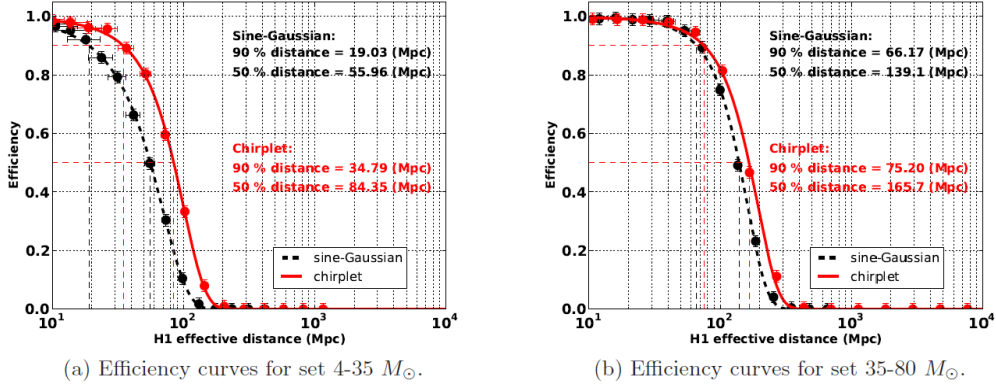 1.0
0.8
0.6
0.4
0.2
0.0
Efficiency
Sine-Gaussian:
90 % distance = 19.03 (Mpc)
50 % distance = 55.96 (Mpc)
Chirplet:
90 % distance = 34.79 (Mpc)
50 % distance = 84.35 (Mpc)
sine-Gaussian
chirplet
10¹ 10² 10³ 10⁴
H1 effective distance (Mpc)
(a) Efficiency curves for set 4-35 M⊙.
1.0
0.8
0.6
0.4
0.2
0.0
Efficiency
Sine-Gaussian:
90 % distance = 66.17 (Mpc)
50 % distance = 139.1 (Mpc)
Chirplet:
90 % distance = 75.20 (Mpc)
50 % distance = 165.7 (Mpc)
sine-Gaussian
chirplet
10¹ 10² 10³ 10⁴
H1 effective distance (Mpc)
(b) Efficiency curves for set 35-80 M⊙.